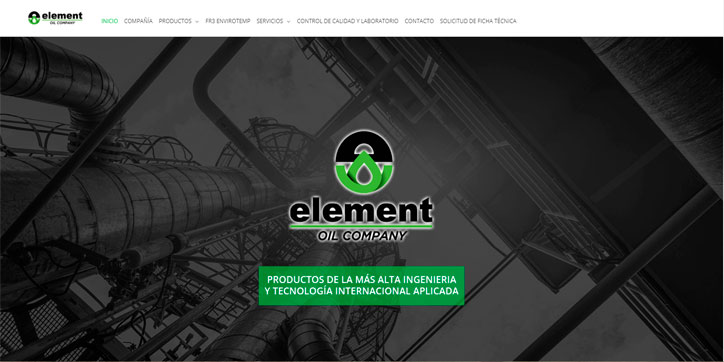 element
OIL COMPANY
INICIO COMPAÑÍA PRODUCTOS FR3 ENVIROTEMP SERVICIOS CONTROL DE CALIDAD Y LABORATORIO CONTACTO SOLICITUD DE FICHA TÉCNICA
element
OIL COMPANY
PRODUCTOS DE LA MÁS ALTA INGENIERIA
Y TECNOLOGÍA INTERNACIONAL APLICADA